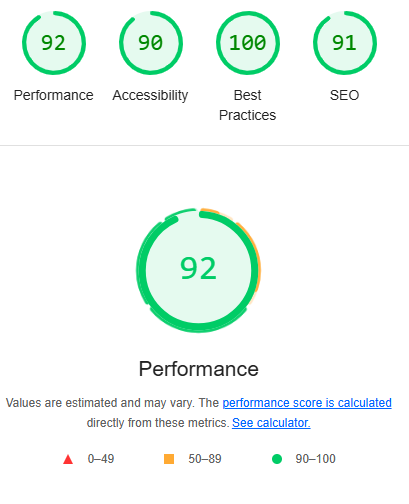 92 90 100 91
Performance Accessibility Best Practices SEO
92
Performance
Values are estimated and may vary. The performance score is calculated
directly from these metrics. See calculator.
0–49 50–89 90–100